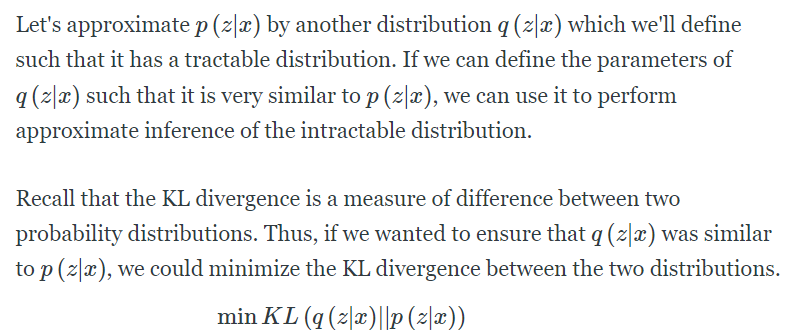 Let's approximate p (z|x) by another distribution q (z|x) which we'll define
such that it has a tractable distribution. If we can define the parameters of
q (z|x) such that it is very similar to p (z|x), we can use it to perform
approximate inference of the intractable distribution.
Recall that the KL divergence is a measure of difference between two
probability distributions. Thus, if we wanted to ensure that q (z|x) was similar
to p (z|x), we could minimize the KL divergence between the two distributions.
min KL (q (z|x)||p (z|x))